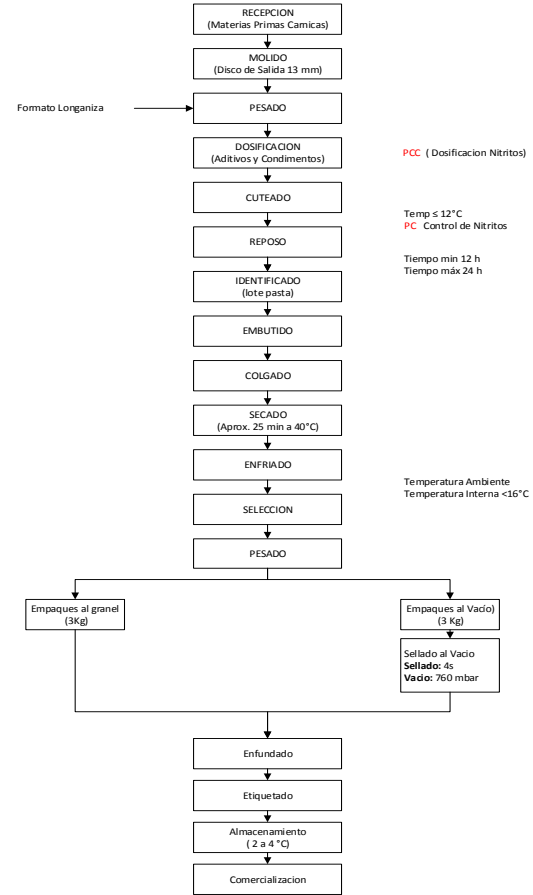 RECEPCION
(Materias Primas Carnicas)
MOLIDO
(Disco de Salida 13 mm)
Formato Longaniza
PESADO
DOSIFICACION
(Aditivos y Condimentos)
PCC ( Dosificacion Nitritos)
CUTEADO
Temp ≤ 12°C
PC Control de Nitritos
REPOSO
Tiempo min 12 h
Tiempo máx 24 h
IDENTIFICADO
(lote pasta)
EMBUTIDO
COLGADO
SECADO
(Aprox. 25 min a 40°C)
ENFRIADO
Temperatura Ambiente
Temperatura Interna <16°C
SELECCION
PESADO
Empaques al granel
(3Kg)
Empaques al Vacío)
(3 Kg)
Sellado al Vacio
Sellado: 4s
Vacio: 760 mbar
Enfundado
Etiquetado
Almacenamiento
( 2 a 4 °C)
Comercializacion